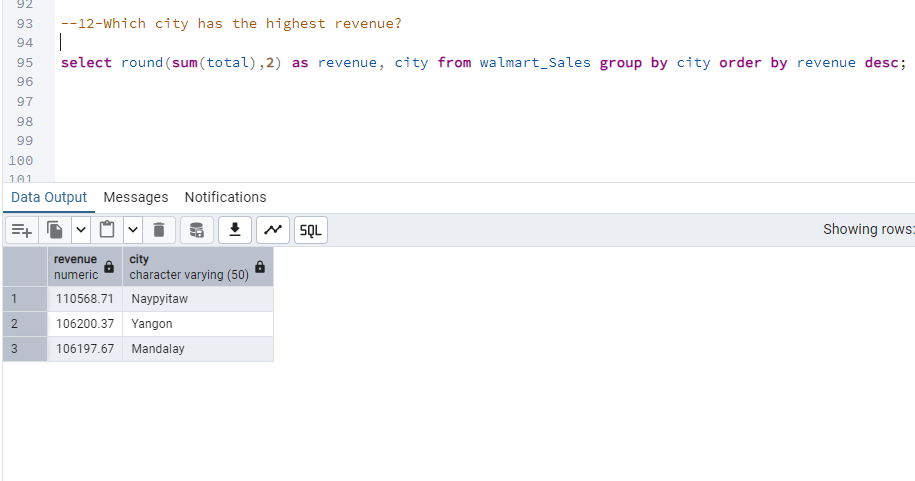 92
93 --12-Which city has the highest revenue?
94
95 select round(sum(total),2) as revenue, city from walmart_Sales group by city order by revenue desc;
96
97
98
99
100
101
Data Output Messages Notifications
SQL
Showing rows:
revenue city
numeric character varying (50)
1 110568.71 Naypyitaw
2 106200.37 Yangon
3 106197.67 Mandalay